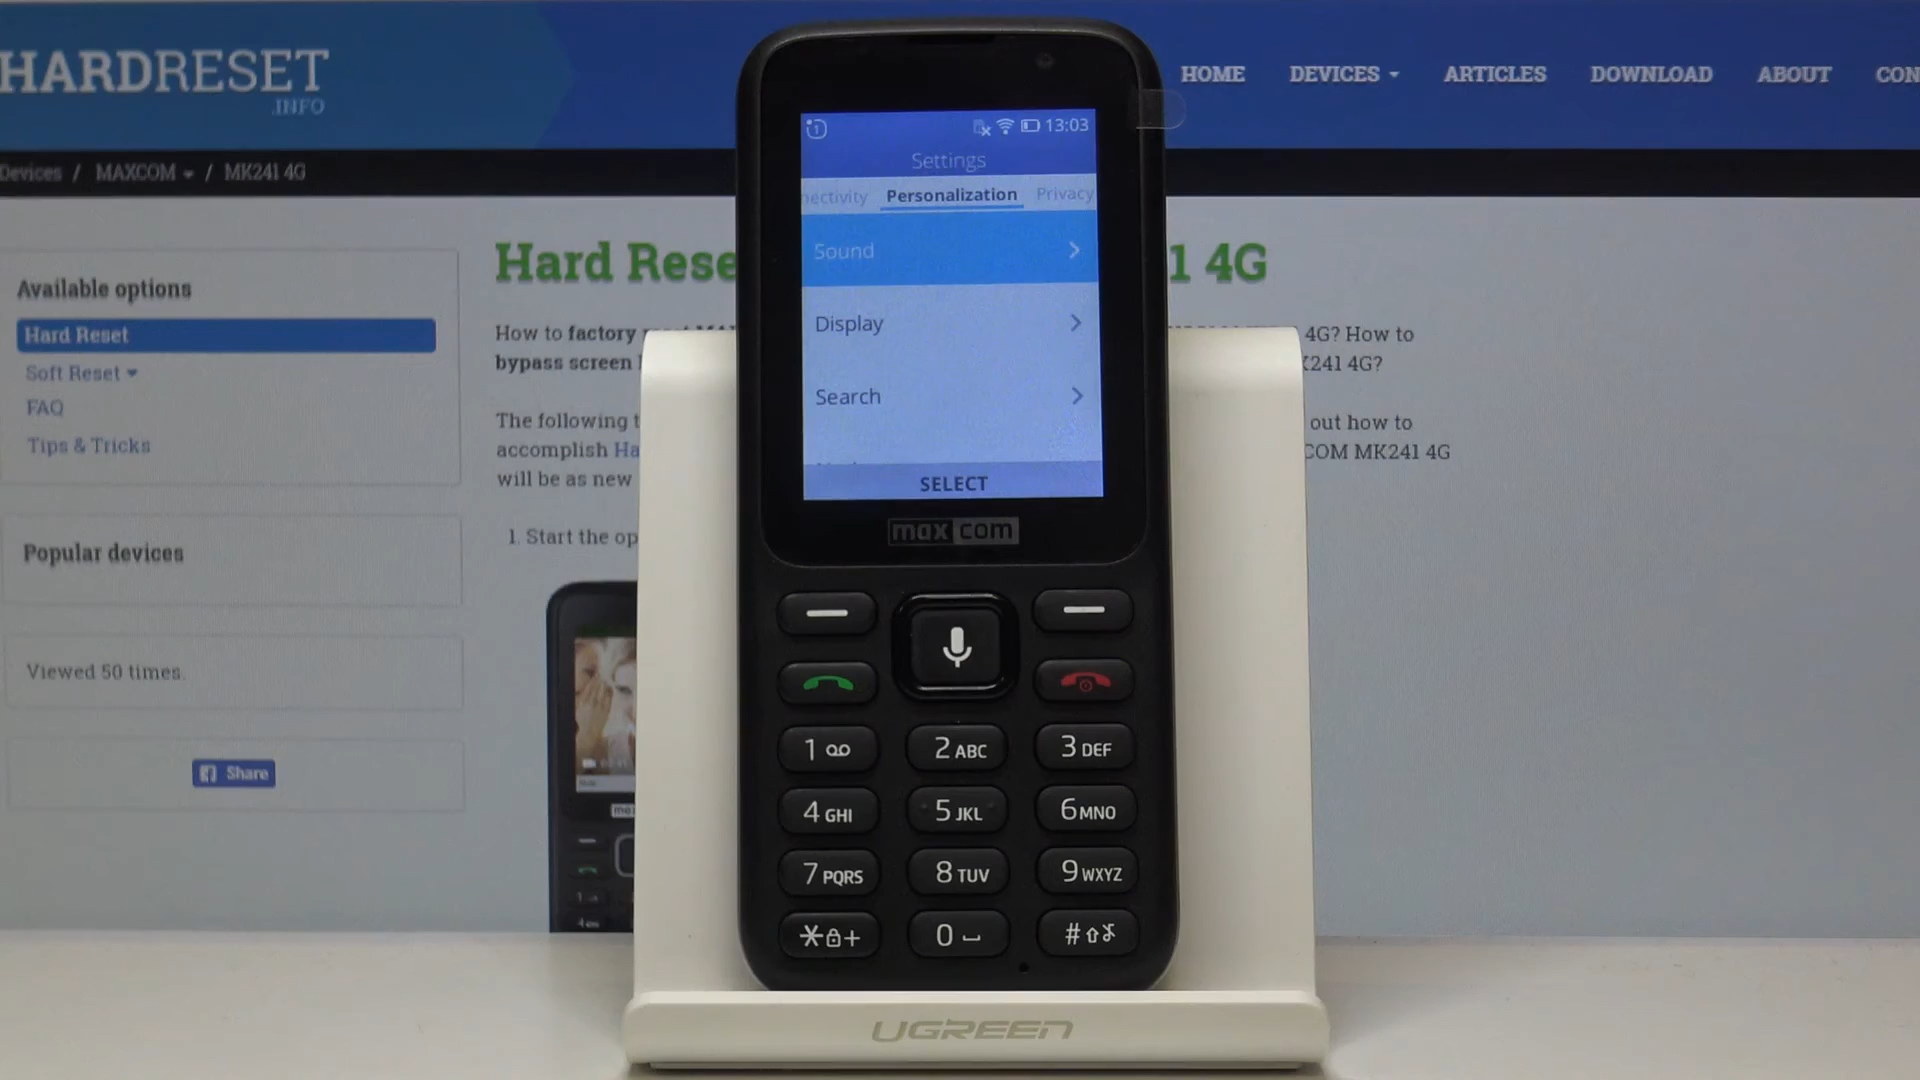 HARDRESET
.INFO
HOME DEVICES ARTICLES DOWNLOAD ABOUT
Devices / MAXCOM / MK241 4G
Available options
Hard Reset
Soft Reset
FAQ
Tips & Tricks
Popular devices
Viewed 50 times.
Share
Hard
1 4G
How to factory
4G? How to
bypass screen
K241 4G?
The following
out how to
accomplish
COM MK241 4G
will be as new
1. Start the
1 13:03
Settings
Personalization Privacy
Sound
Display
Search
SELECT
maxcom
1
2 ABC
3 DEF
4 GHI
5 JKL
6 MNO
7 PQRS
8 TUV
9 WXYZ
* +
0
#
UGREEN